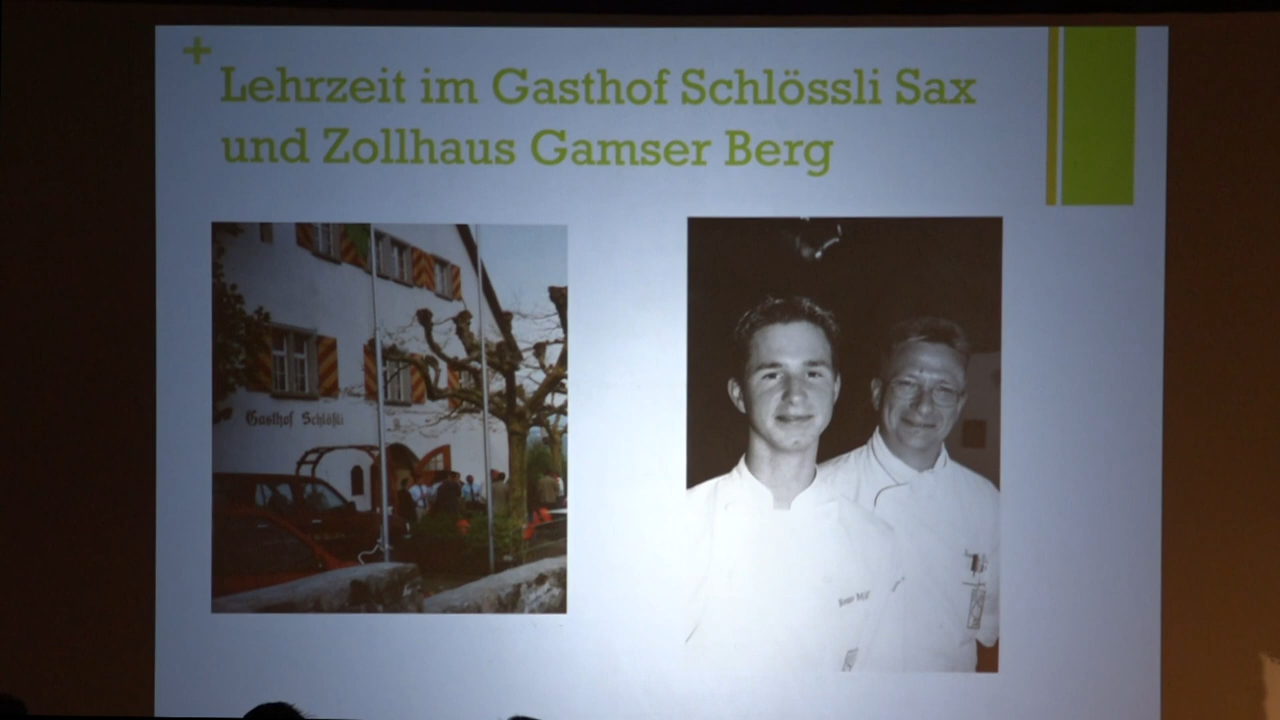 +
Lehrzeit im Gasthof Schlössli Sax
und Zollhaus Gamser Berg
Gasthof Schlößli